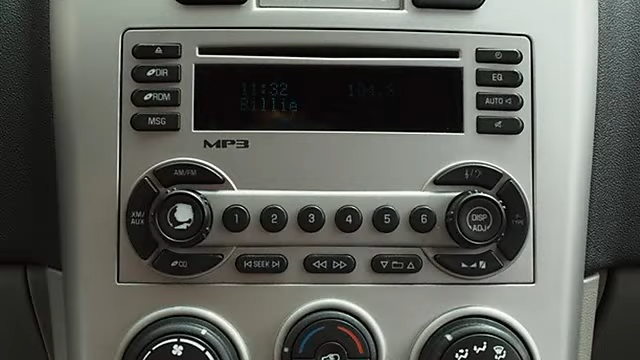 11:32 104.3
Billie
DIR
RDM
MSG
EQ
AUTO
MP3
AM/FM
XM/
AUX
CD
1 2 3 4 5 6
DISP
ADJ
TYPE
SEEK